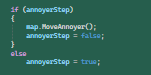 if (annoyerStep)
{
    map.MoveAnnoyer();
    annoyerStep = false;
}
else
    annoyerStep = true;